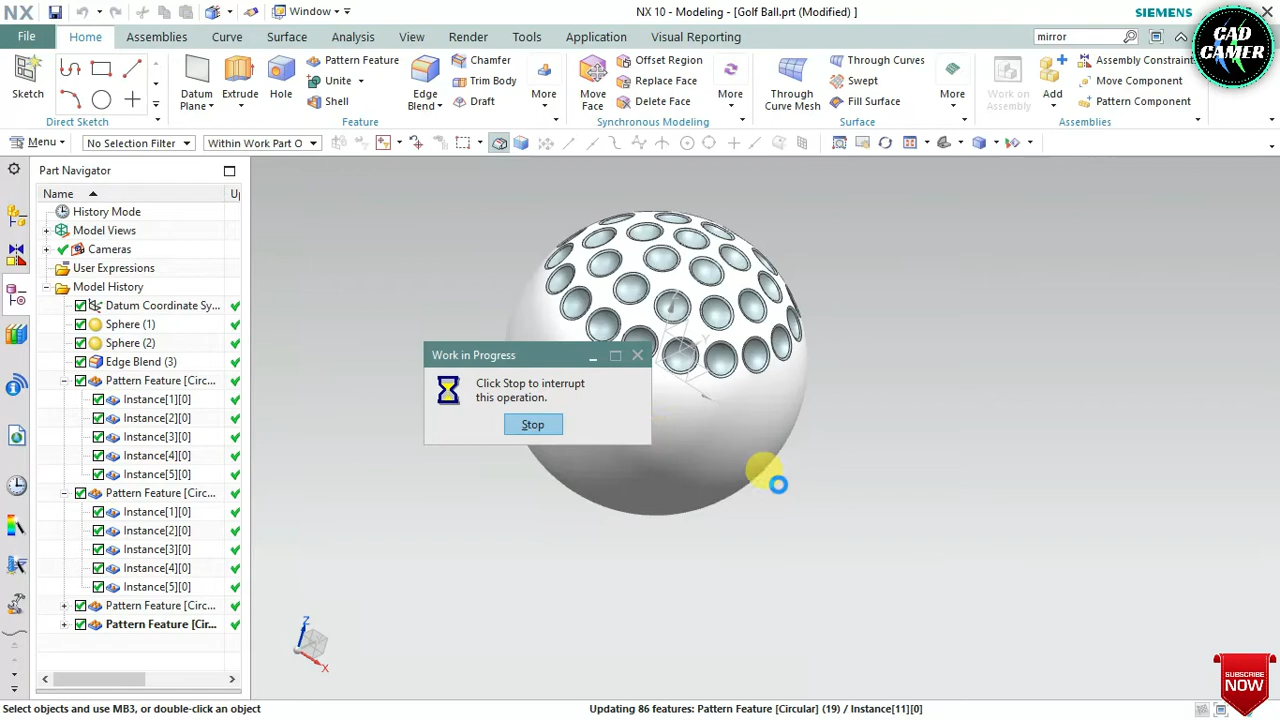 NX
Window
NX 10 - Modeling - [Golf Ball.prt (Modified) ]
SIEMENS
File
Home
Assemblies
Curve
Surface
Analysis
View
Render
Tools
Application
Visual Reporting
mirror
CAD
GAMER
Sketch
Direct Sketch
Datum
Plane
Extrude
Hole
Pattern Feature
Unite
Shell
Edge
Blend
Chamfer
Trim Body
Draft
More
Feature
Move
Face
Offset Region
Replace Face
Delete Face
More
Synchronous Modeling
Through
Curve Mesh
Through Curves
Swept
Fill Surface
More
Surface
Work on
Assembly
Add
Assembly Constraint
Move Component
Pattern Component
Assemblies
Menu
No Selection Filter
Within Work Part O
Part Navigator
Name
History Mode
Model Views
Cameras
User Expressions
Model History
Datum Coordinate Sy...
Sphere (1)
Sphere (2)
Edge Blend (3)
Pattern Feature [Circ...
Instance[1][0]
Instance[2][0]
Instance[3][0]
Instance[4][0]
Instance[5][0]
Pattern Feature [Circ...
Instance[1][0]
Instance[2][0]
Instance[3][0]
Instance[4][0]
Instance[5][0]
Pattern Feature [Circ...
Pattern Feature [Cir...
Work in Progress
Click Stop to interrupt
this operation.
Stop
Y
Z
X
SUBSCRIBE
NOW
Select objects and use MB3, or double-click an object
Updating 86 features: Pattern Feature [Circular] (19) / Instance[11][0]